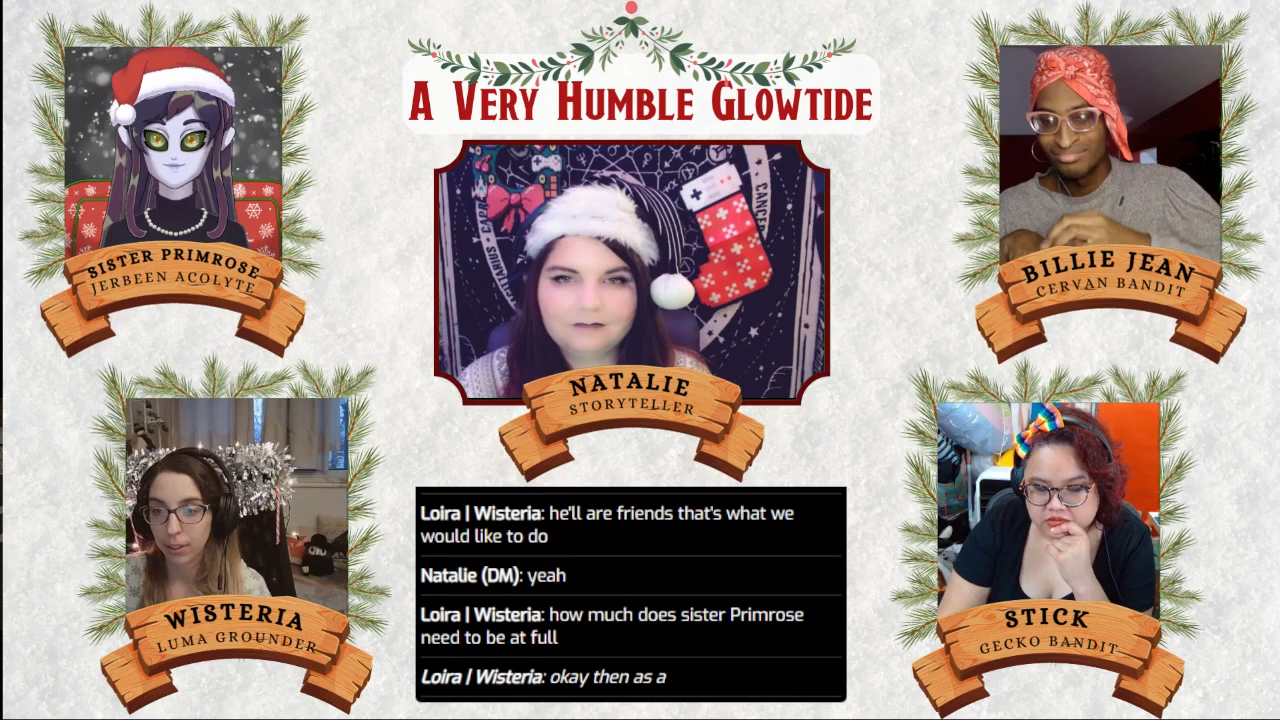 A Very Humble Glowtide
SISTER PRIMROSE
JERBEEN ACOLYTE
CANCER
BILLIE JEAN
CERVAN BANDIT
NATALIE
STORYTELLER
WISTERIA
LUMA GROUNDER
STICK
GECKO BANDIT
Loira | Wisteria: he'll are friends that's what we
would like to do
Natalie (DM): yeah
Loira | Wisteria: how much does sister Primrose
need to be at full
Loira | Wisteria: okay then as a